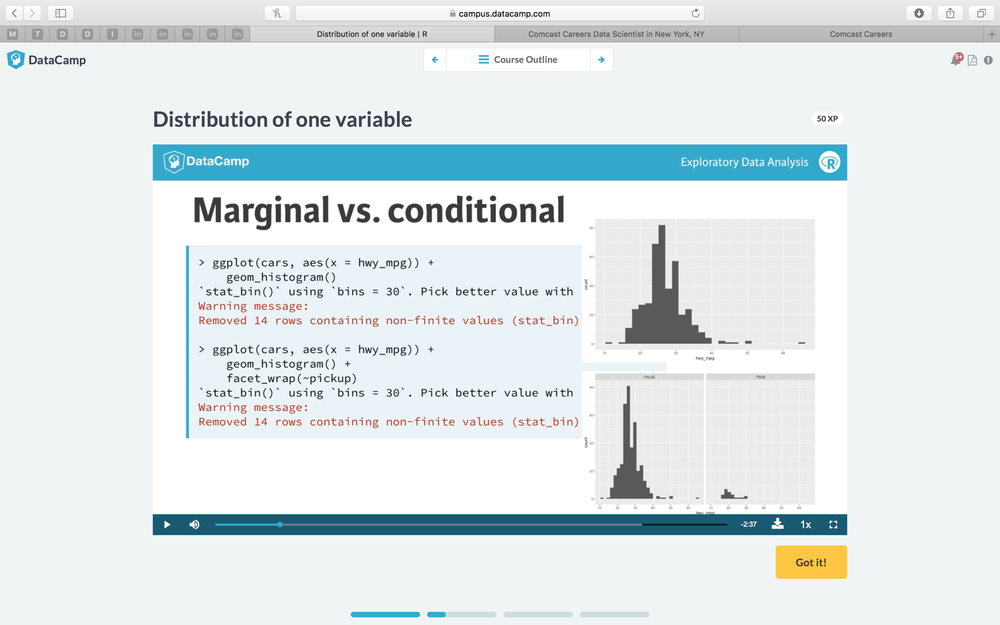 campus.datacamp.com
M T D D I in in in in in Distribution of one variable | R Comcast Careers Data Scientist in New York, NY Comcast Careers
DataCamp Course Outline 5+
Distribution of one variable 50 XP
DataCamp Exploratory Data Analysis R
Marginal vs. conditional
> ggplot(cars, aes(x = hwy_mpg)) +
geom_histogram()
`stat_bin()` using `bins = 30`. Pick better value with
Warning message:
Removed 14 rows containing non-finite values (stat_bin)
> ggplot(cars, aes(x = hwy_mpg)) +
geom_histogram() +
facet_wrap(~pickup)
`stat_bin()` using `bins = 30`. Pick better value with
Warning message:
Removed 14 rows containing non-finite values (stat_bin)
80
60
count
40
20
0
10 20 30 40 50 60
hwy_mpg
FALSE TRUE
80
60
count
40
20
0
10 20 30 40 50 60 10 20 30 40 50 60
hwy_mpg
-2:37 1x
Got it!